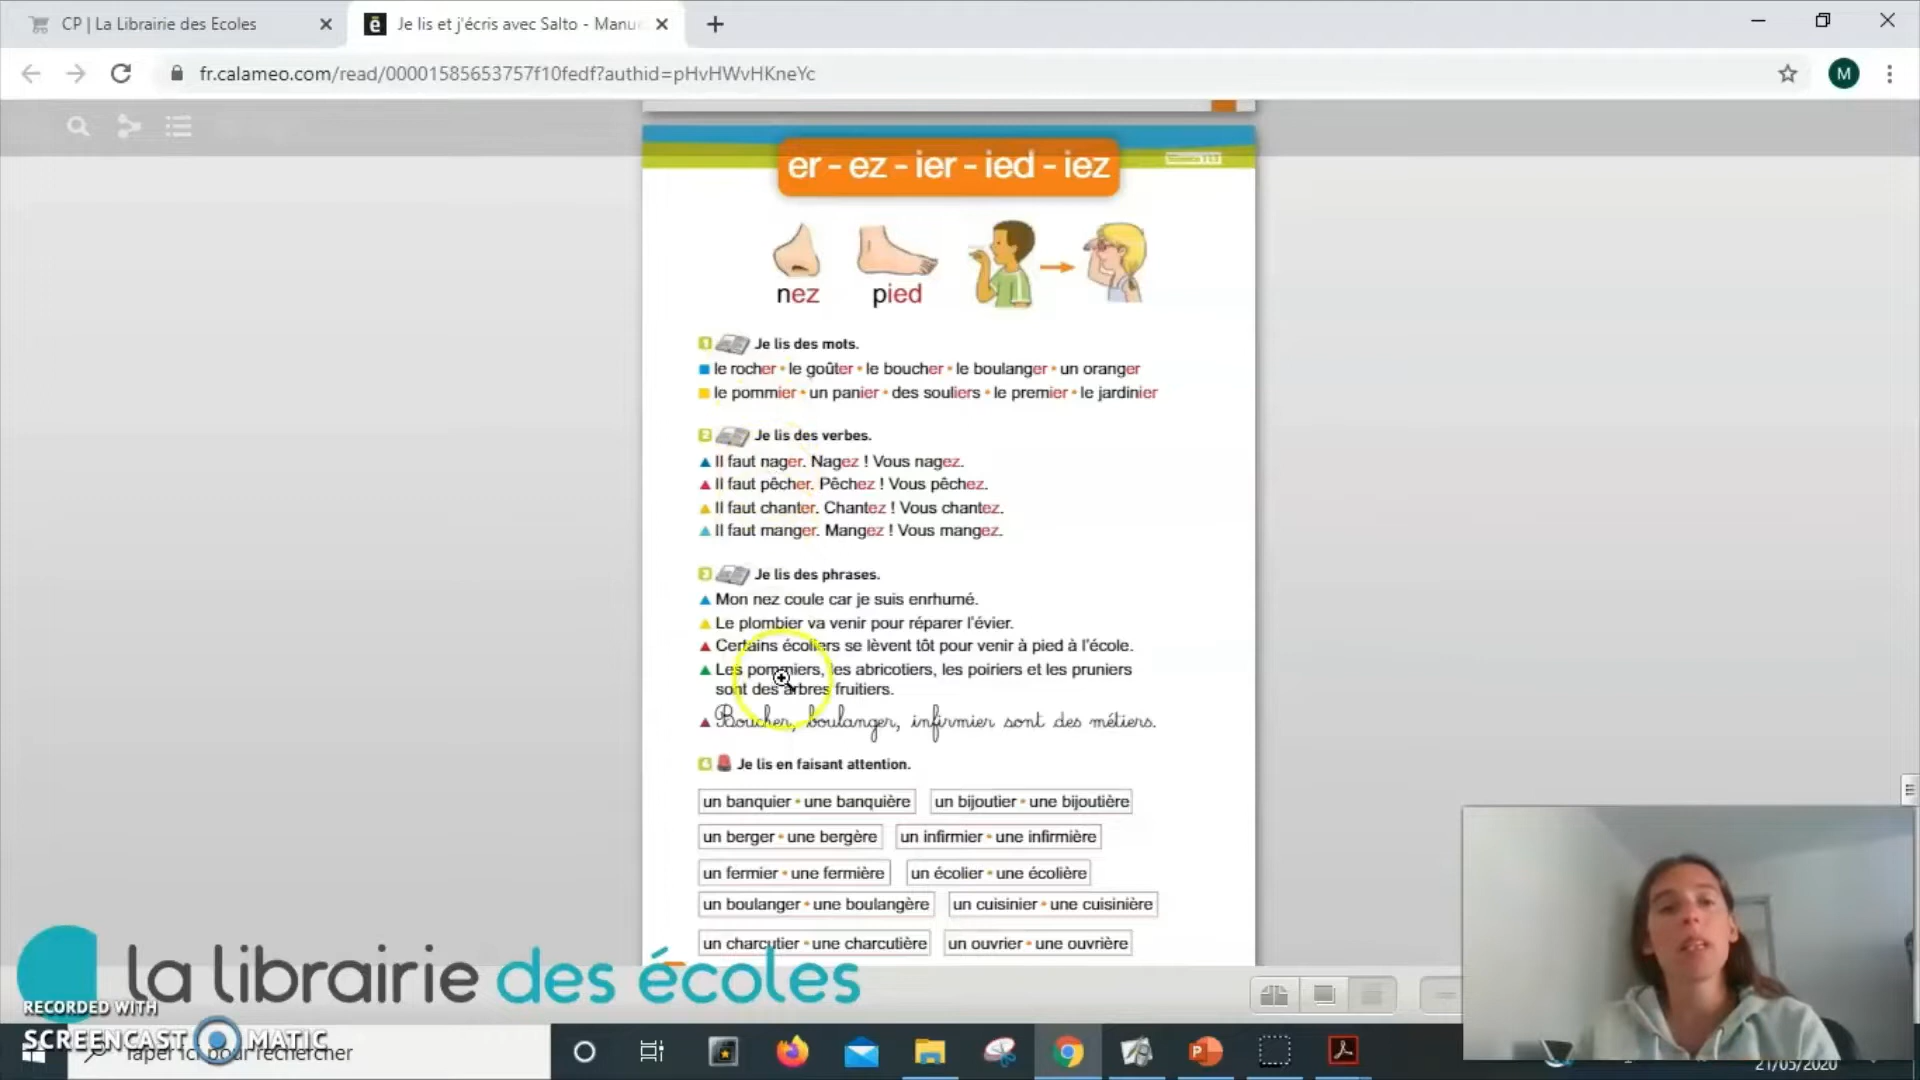 CP | La Librairie des Ecoles
Je lis et j'écris avec Salto - Manue
fr.calameo.com/read/00001585653757f10fedf?authid=pHvHWvHKneYc
M
er - ez - ier - ied - iez
nez
pied
1 Je lis des mots.
le rocher • le goûter • le boucher • le boulanger • un oranger
le pommier • un panier • des souliers • le premier • le jardinier
2 Je lis des verbes.
Il faut nager. Nagez ! Vous nagez.
Il faut pêcher. Pêchez ! Vous pêchez.
Il faut chanter. Chantez ! Vous chantez.
Il faut manger. Mangez ! Vous mangez.
3 Je lis des phrases.
Mon nez coule car je suis enrhumé.
Le plombier va venir pour réparer l'évier.
Certains écoliers se lèvent tôt pour venir à pied à l'école.
Les pommiers, les abricotiers, les poiriers et les pruniers
sont des arbres fruitiers.
Boucher, boulanger, infirmier sont des métiers.
4 Je lis en faisant attention.
un banquier • une banquière un bijoutier • une bijoutière
un berger • une bergère un infirmier • une infirmière
un fermier • une fermière un écolier • une écolière
un boulanger • une boulangère un cuisinier • une cuisinière
un charcutier • une charcutière un ouvrier • une ouvrière
la librairie des écoles
RECORDED WITH
SCREENCAST MATIC
Taper ici pour rechercher
21/05/2020